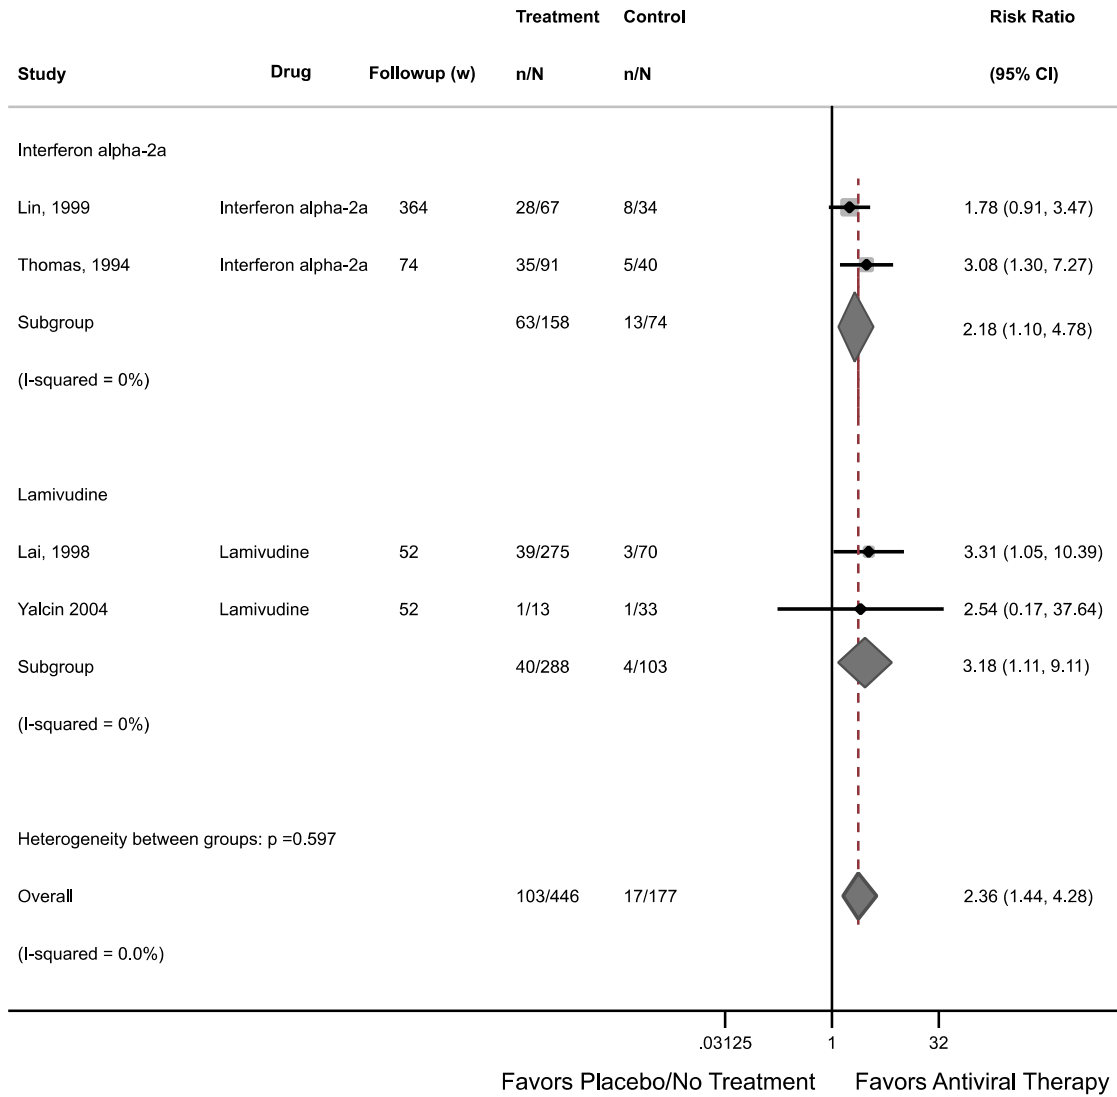 Treatment Control Risk Ratio
Study Drug Followup (w) n/N n/N (95% CI)
Interferon alpha-2a
Lin, 1999 Interferon alpha-2a 364 28/67 8/34 1.78 (0.91, 3.47)
Thomas, 1994 Interferon alpha-2a 74 35/91 5/40 3.08 (1.30, 7.27)
Subgroup 63/158 13/74 2.18 (1.10, 4.78)
(I-squared = 0%)
Lamivudine
Lai, 1998 Lamivudine 52 39/275 3/70 3.31 (1.05, 10.39)
Yalcin 2004 Lamivudine 52 1/13 1/33 2.54 (0.17, 37.64)
Subgroup 40/288 4/103 3.18 (1.11, 9.11)
(I-squared = 0%)
Heterogeneity between groups: p =0.597
Overall 103/446 17/177 2.36 (1.44, 4.28)
(I-squared = 0.0%)
.03125 1 32
Favors Placebo/No Treatment Favors Antiviral Therapy